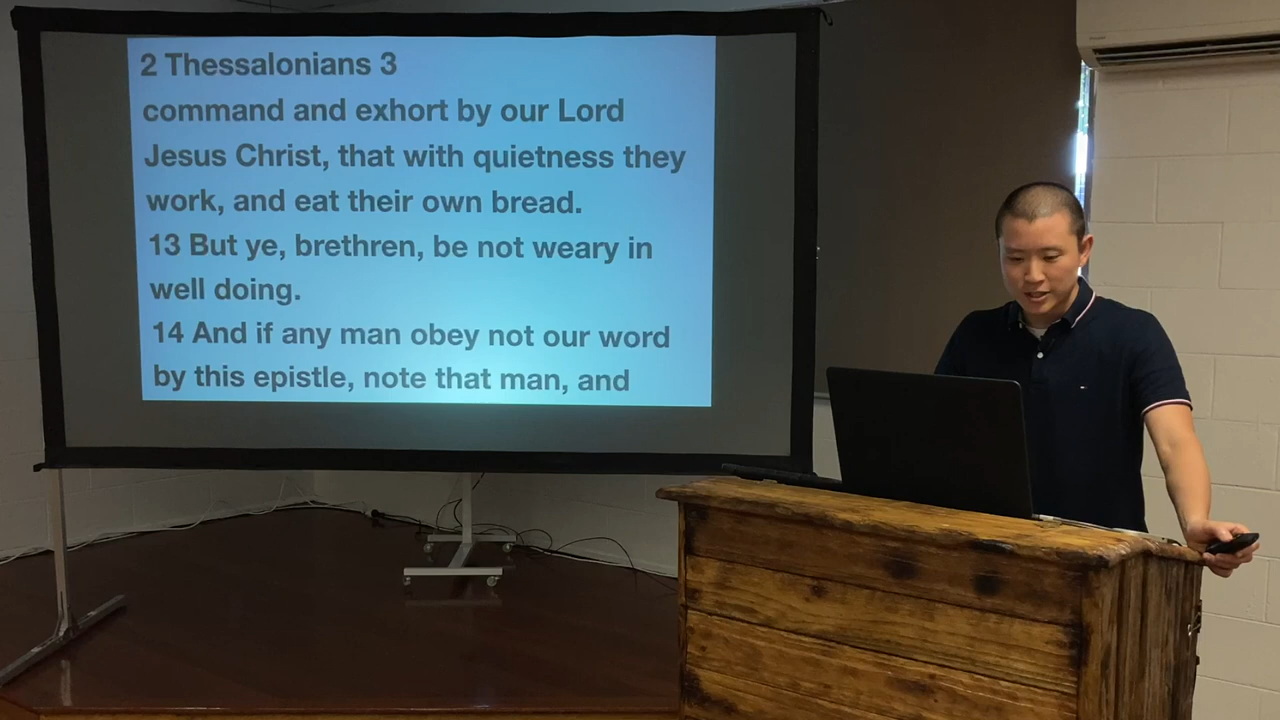 2 Thessalonians 3
command and exhort by our Lord
Jesus Christ, that with quietness they
work, and eat their own bread.
13 But ye, brethren, be not weary in
well doing.
14 And if any man obey not our word
by this epistle, note that man, and